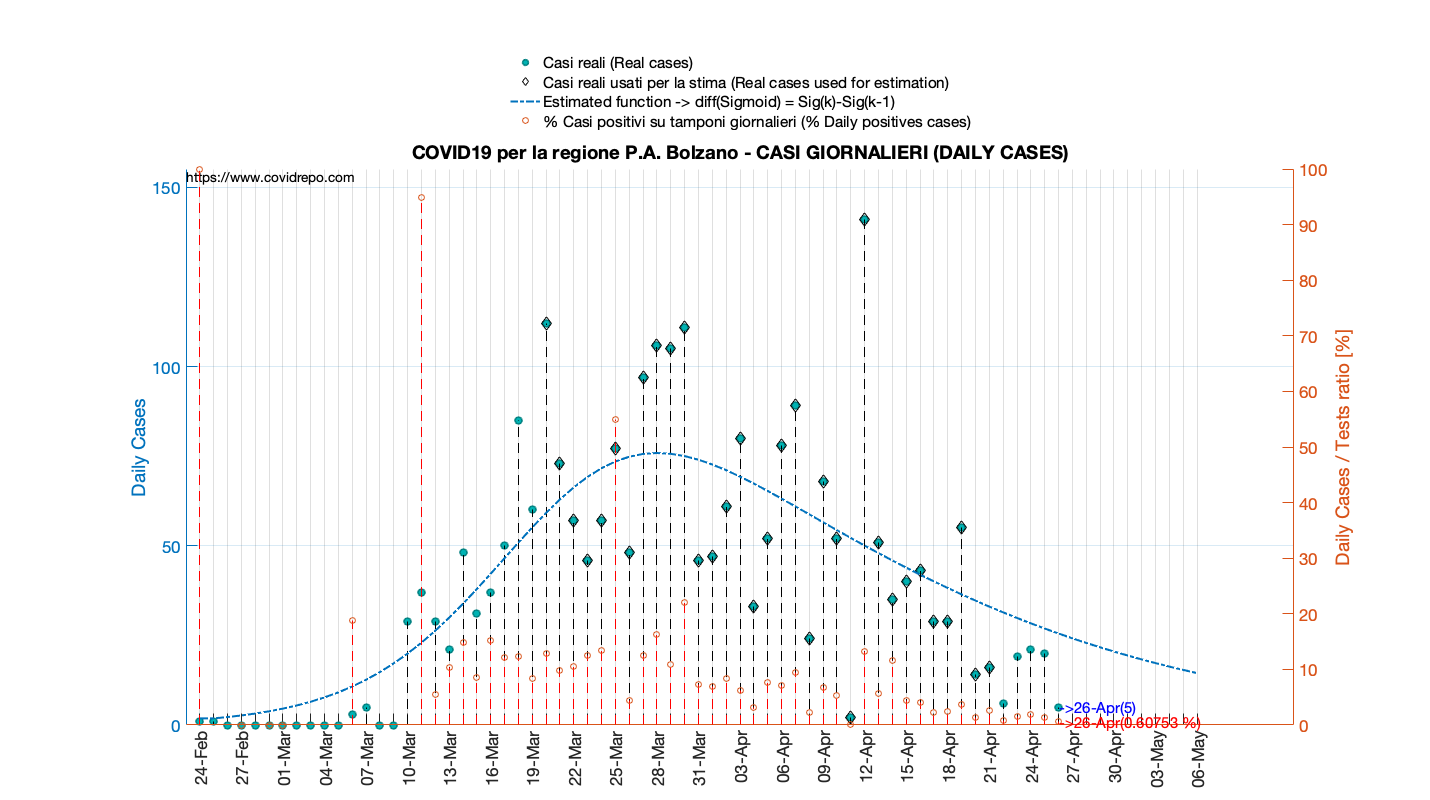 Casi reali (Real cases)
Casi reali usati per la stima (Real cases used for estimation)
Estimated function -> diff(Sigmoid) = Sig(k)-Sig(k-1)
% Casi positivi su tamponi giornalieri (% Daily positives cases)
COVID19 per la regione P.A. Bolzano - CASI GIORNALIERI (DAILY CASES)
https://www.covidrepo.com
Daily Cases
150
100
50
0
Daily Cases / Tests ratio [%]
100
90
80
70
60
50
40
30
20
10
0
->26-Apr(5)
->26-Apr(0.60753 %)
24-Feb
27-Feb
01-Mar
04-Mar
07-Mar
10-Mar
13-Mar
16-Mar
19-Mar
22-Mar
25-Mar
28-Mar
31-Mar
03-Apr
06-Apr
09-Apr
12-Apr
15-Apr
18-Apr
21-Apr
24-Apr
27-Apr
30-Apr
03-May
06-May